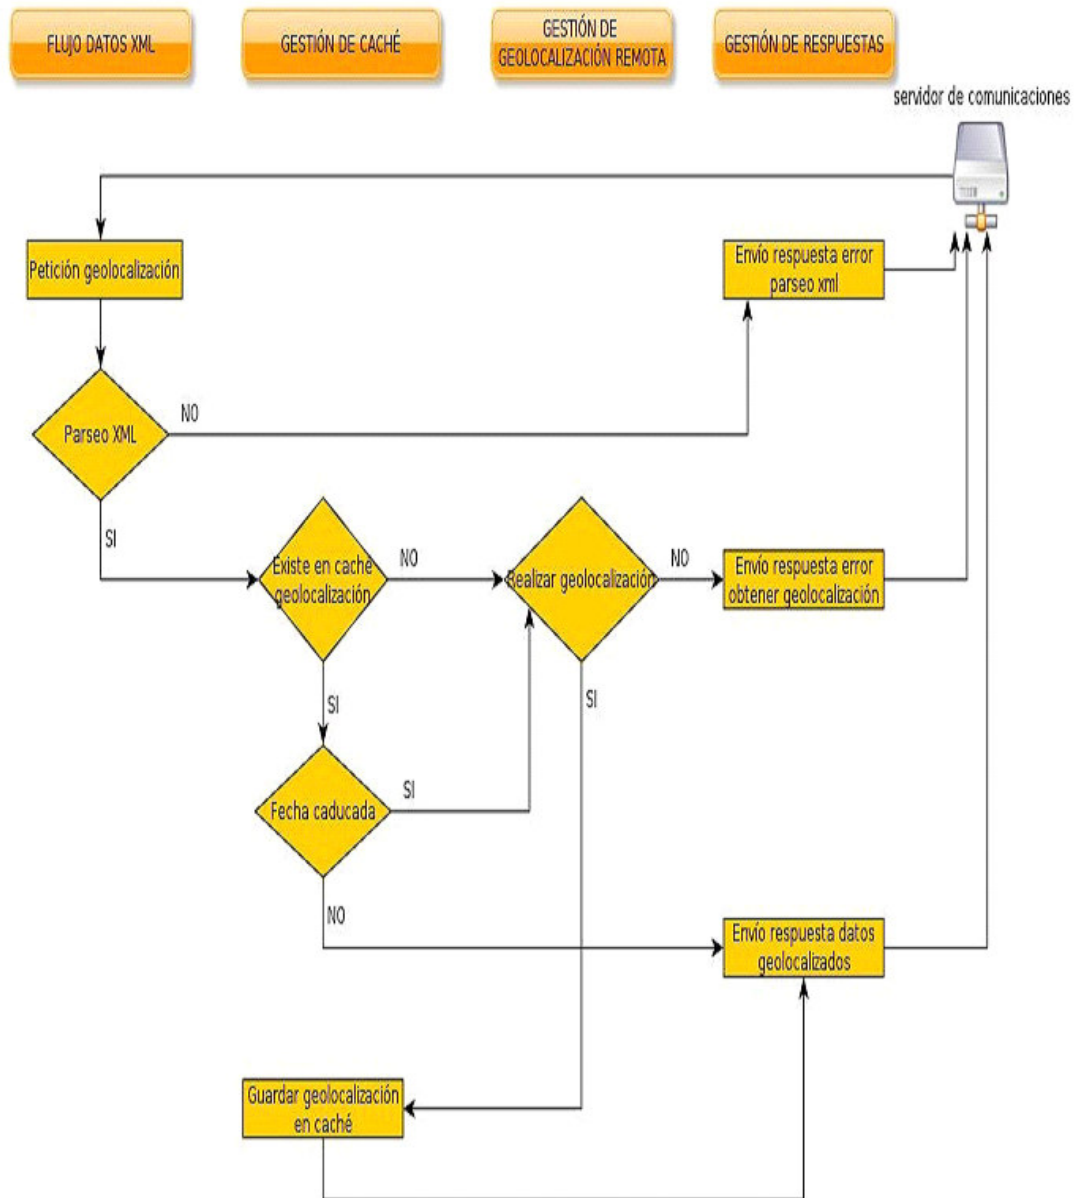 FLUJO DATOS XML
GESTIÓN DE CACHÉ
GESTIÓN DE
GEOLOCALIZACIÓN REMOTA
GESTIÓN DE RESPUESTAS
servidor de comunicaciones
Petición geolocalización
Envío respuesta error
parseo xml
Parseo XML
NO
SI
Existe en caché
geolocalización
NO
Realizar geolocalización
NO
Envío respuesta error
obtener geolocalización
SI
SI
Fecha caducada
SI
NO
Envío respuesta datos
geolocalizados
Guardar geolocalización
en caché